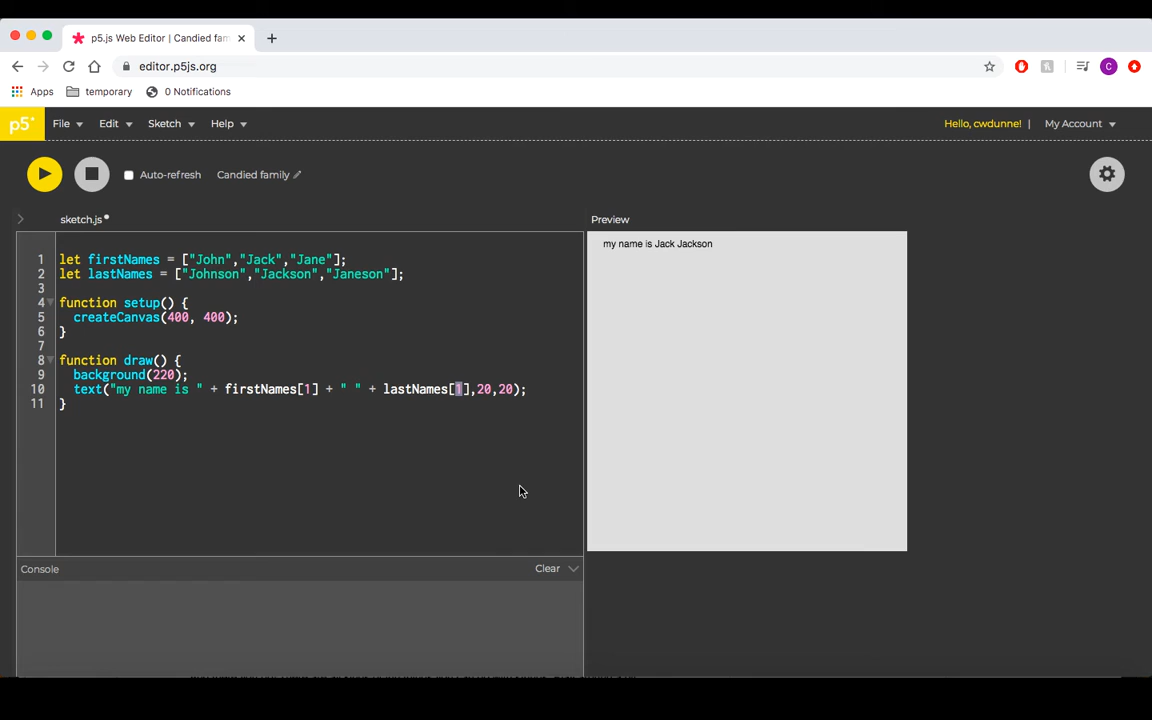 p5.js Web Editor | Candied fam
editor.p5js.org
C
Apps temporary 0 Notifications
p5* File Edit Sketch Help Hello, cwdunne! | My Account
Auto-refresh Candied family
sketch.js Preview
1 let firstNames = ["John","Jack","Jane"];
2 let lastNames = ["Johnson","Jackson","Janeson"];
3
4 function setup() {
5 createCanvas(400, 400);
6 }
7
8 function draw() {
9 background(220);
10 text("my name is " + firstNames[1] + " " + lastNames[1],20,20);
11 }
my name is Jack Jackson
Console Clear